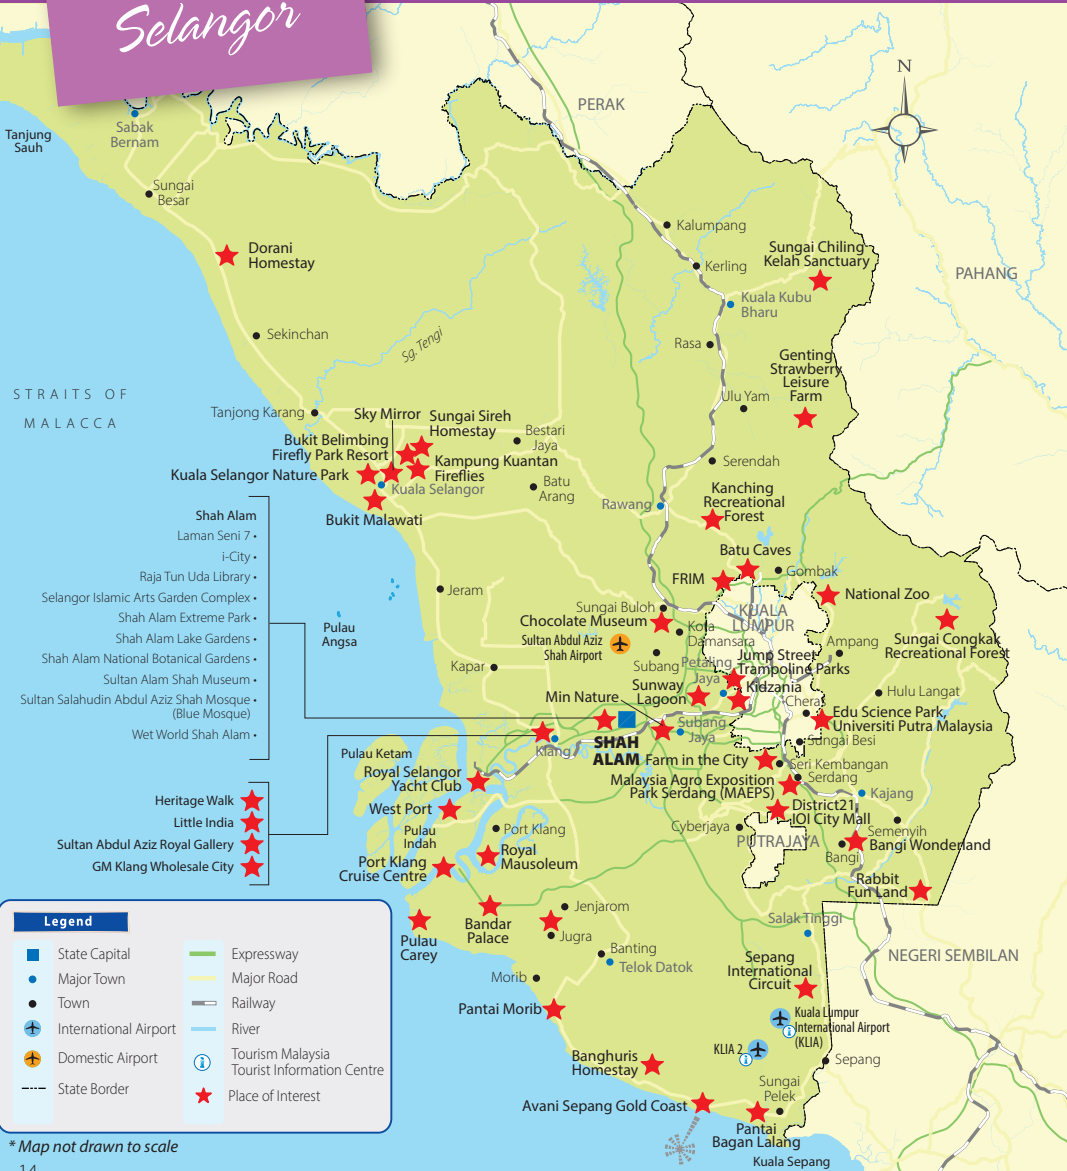 Selangor
N
PERAK
Tanjung
Sauh
Sabak
Bernam
Sungai
Besar
Kalumpang
Dorani
Homestay
Sungai Chiling
Kelah Sanctuary
Kerling
PAHANG
Kuala Kubu
Bharu
Sekinchan
Sg. Tengi
Rasa
Genting
Strawberry
Leisure
Farm
STRAITS OF
MALACCA
Ulu Yam
Tanjong Karang
Sky Mirror
Sungai Sireh
Homestay
Bestari
Jaya
Bukit Belimbing
Firefly Park Resort
Kampung Kuantan
Fireflies
Serendah
Kuala Selangor Nature Park
Kuala Selangor
Batu
Arang
Rawang
Kanching
Recreational
Forest
Bukit Malawati
Shah Alam
Laman Seni 7 •
i-City •
Raja Tun Uda Library •
Selangor Islamic Arts Garden Complex •
Shah Alam Extreme Park •
Shah Alam Lake Gardens •
Shah Alam National Botanical Gardens •
Sultan Alam Shah Museum •
Sultan Salahudin Abdul Aziz Shah Mosque •
(Blue Mosque)
Wet World Shah Alam •
Batu Caves
Gombak
FRIM
Jeram
National Zoo
Pulau
Angsa
Sungai Buloh
Chocolate Museum
KUALA
LUMPUR
Kota
Damansara
Sultan Abdul Aziz
Shah Airport
Sungai Congkak
Recreational Forest
Ampang
Kapar
Subang
Petaling
Jaya
Jump Street
Trampoline Parks
Sunway
Lagoon
Kidzania
Hulu Langat
Min Nature
Cheras
Edu Science Park,
Universiti Putra Malaysia
Subang
Jaya
SHAH
ALAM
Klang
Sungai Besi
Pulau Ketam
Farm in the City
Seri Kembangan
Serdang
Royal Selangor
Yacht Club
Malaysia Agro Exposition
Park Serdang (MAEPS)
Kajang
Heritage Walk
Little India
Sultan Abdul Aziz Royal Gallery
GM Klang Wholesale City
West Port
District21,
IOI City Mall
Pulau
Indah
Port Klang
Cyberjaya
PUTRAJAYA
Semenyih
Bangi Wonderland
Bangi
Royal
Mausoleum
Port Klang
Cruise Centre
Rabbit
Fun Land
Jenjarom
Bandar
Palace
Jugra
Salak Tinggi
Pulau
Carey
Banting
Telok Datok
Morib
Sepang
International
Circuit
NEGERI SEMBILAN
Pantai Morib
Kuala Lumpur
International Airport
(KLIA)
KLIA 2
Banghuris
Homestay
Sepang
Sungai
Pelek
Avani Sepang Gold Coast
Pantai
Bagan Lalang
Kuala Sepang
Legend
State Capital
Major Town
Town
International Airport
Domestic Airport
State Border
Expressway
Major Road
Railway
River
Tourism Malaysia
Tourist Information Centre
Place of Interest
* Map not drawn to scale
14